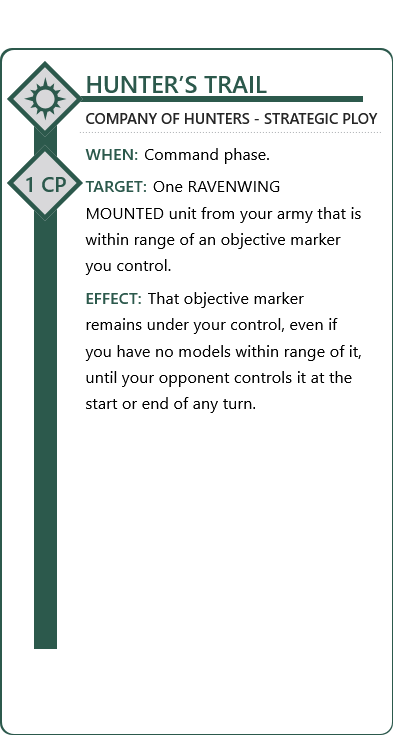 HUNTER’S TRAIL
COMPANY OF HUNTERS - STRATEGIC PLOY
WHEN: Command phase.
1 CP
TARGET: One RAVENWING
MOUNTED unit from your army that is
within range of an objective marker
you control.
EFFECT: That objective marker
remains under your control, even if
you have no models within range of it,
until your opponent controls it at the
start or end of any turn.